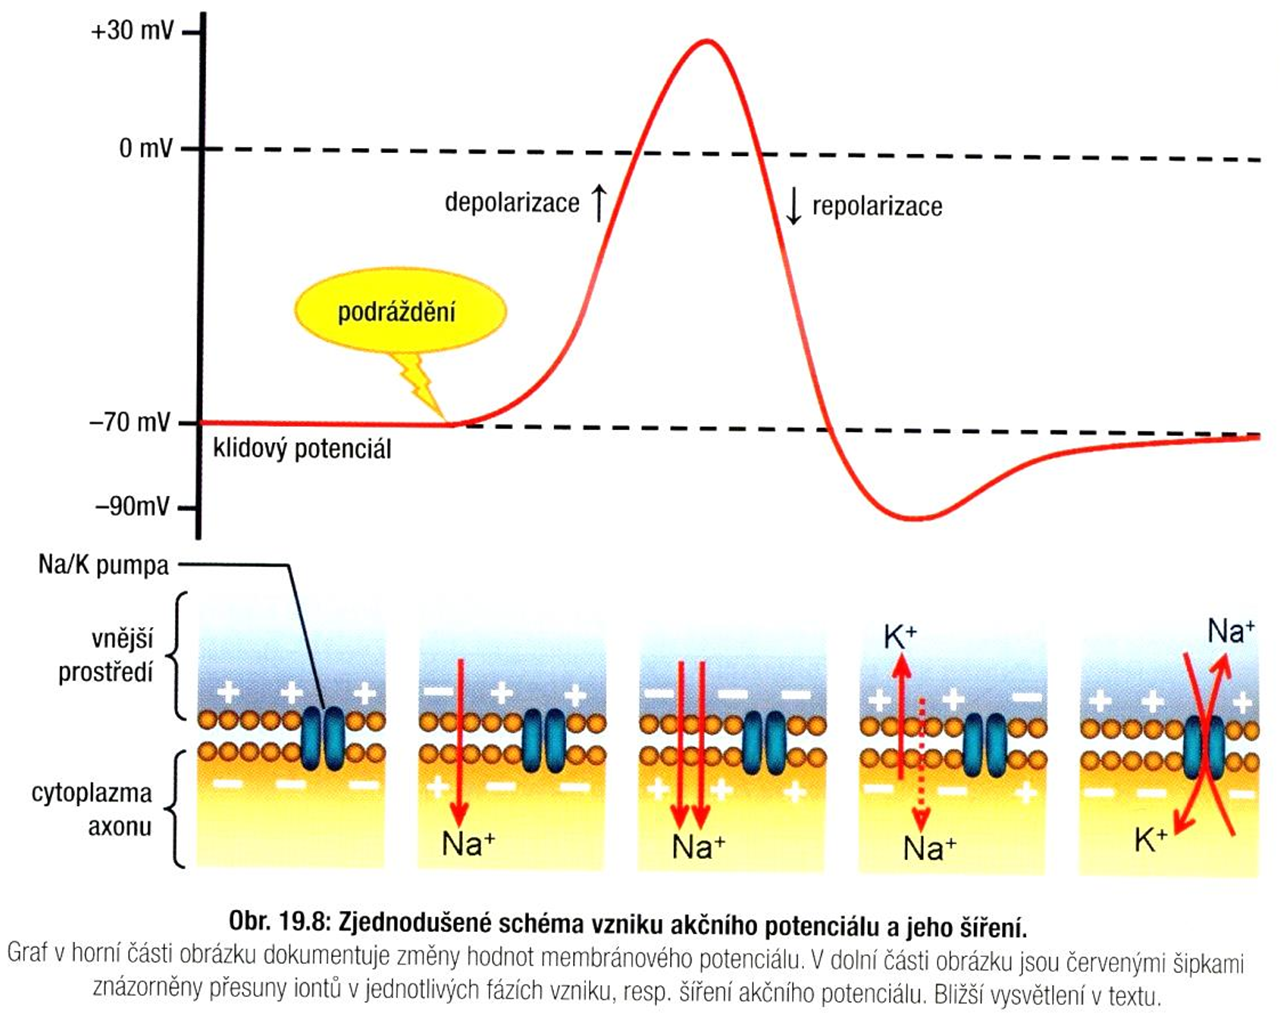 +30 mV
0 mV
depolarizace ↑
↓ repolarizace
podráždění
–70 mV
klidový potenciál
–90mV
Na/K pumpa
vnější
prostředí
cytoplazma
axonu
+ + +
– – –
– + +
+ – –
Na⁺
– – –
+ + +
Na⁺
K⁺
+ + –
– – +
Na⁺
Na⁺
+ + +
– – –
K⁺
Obr. 19.8: Zjednodušené schéma vzniku akčního potenciálu a jeho šíření.
Graf v horní části obrázku dokumentuje změny hodnot membránového potenciálu. V dolní části obrázku jsou červenými šipkami
znázorněny přesuny iontů v jednotlivých fázích vzniku, resp. šíření akčního potenciálu. Bližší vysvětlení v textu.